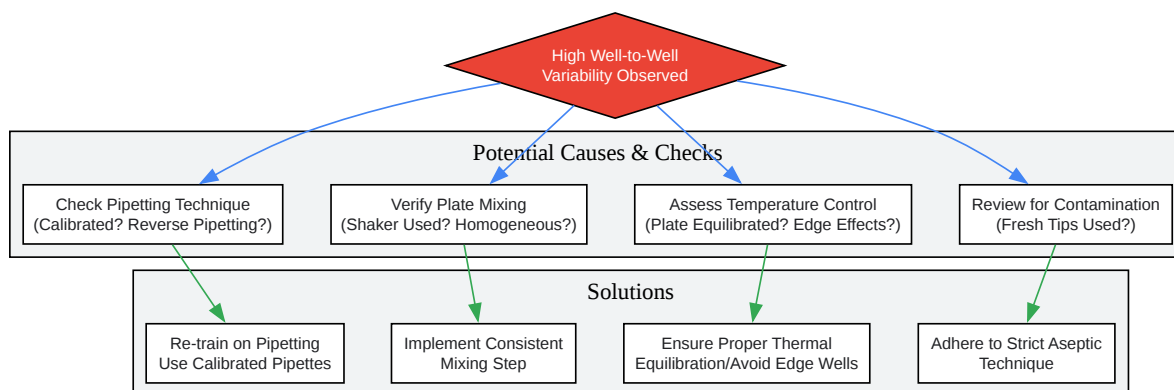 High Well-to-Well
Variability Observed
Potential Causes & Checks
Check Pipetting Technique
(Calibrated? Reverse Pipetting?)
Verify Plate Mixing
(Shaker Used? Homogeneous?)
Assess Temperature Control
(Plate Equilibrated? Edge Effects?)
Review for Contamination
(Fresh Tips Used?)
Solutions
Re-train on Pipetting
Use Calibrated Pipettes
Implement Consistent
Mixing Step
Ensure Proper Thermal
Equilibration/Avoid Edge Wells
Adhere to Strict Aseptic
Technique